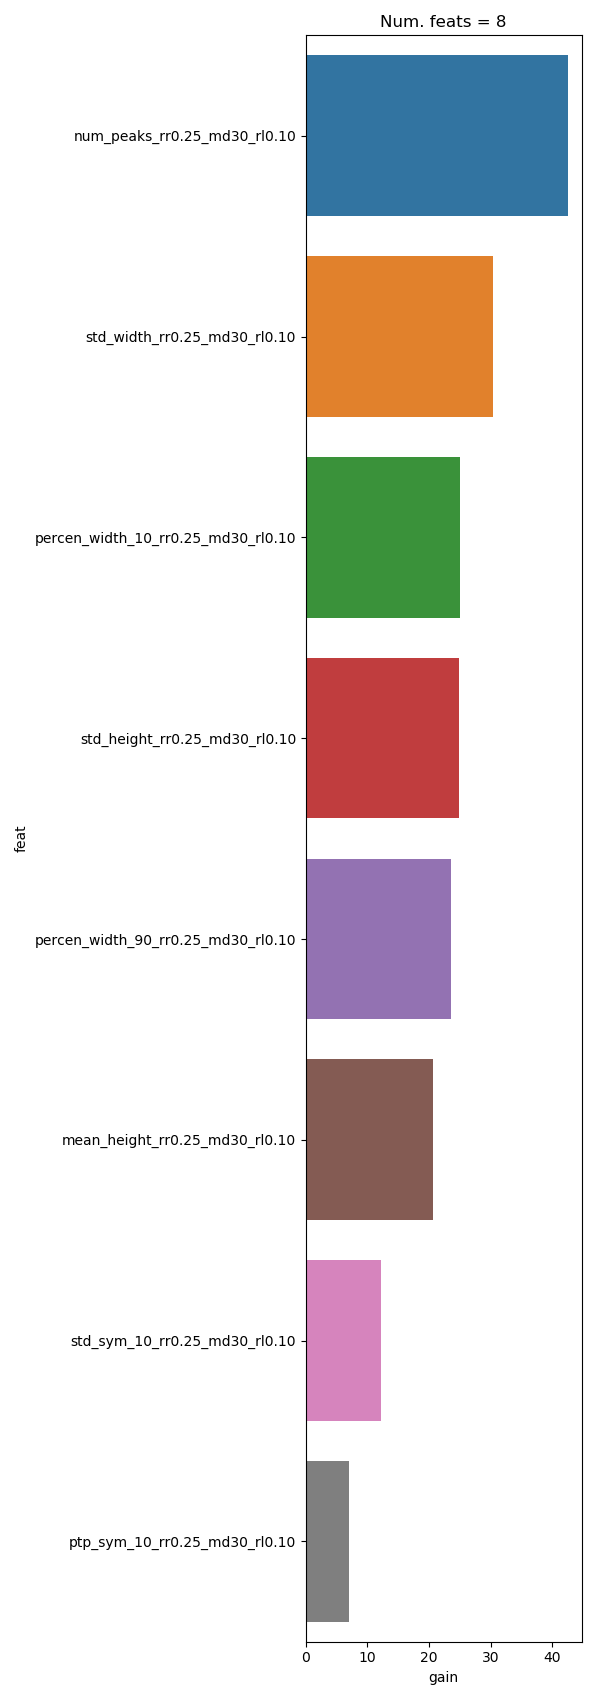 Num. feats = 8
num_peaks_rr0.25_md30_rl0.10
std_width_rr0.25_md30_rl0.10
percen_width_10_rr0.25_md30_rl0.10
std_height_rr0.25_md30_rl0.10
feat
percen_width_90_rr0.25_md30_rl0.10
mean_height_rr0.25_md30_rl0.10
std_sym_10_rr0.25_md30_rl0.10
ptp_sym_10_rr0.25_md30_rl0.10
0 10 20 30 40
gain